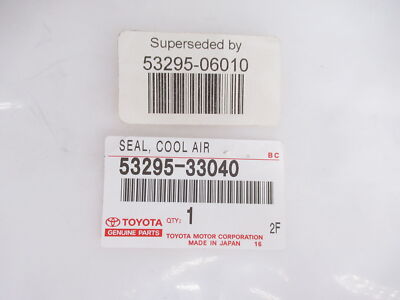 Superseded by
53295-06010
SEAL, COOL AIR
BC
53295-33040
TOYOTA
GENUINE PARTS
QTY:
1
2F
TOYOTA MOTOR CORPORATION
MADE IN JAPAN 16